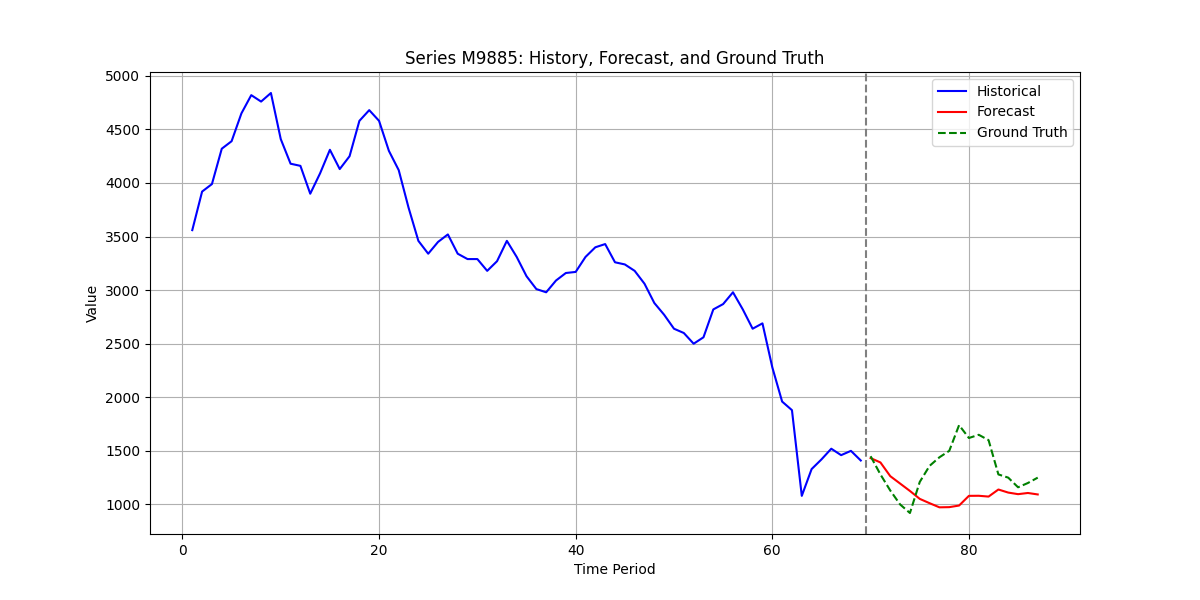 Series M9885: History, Forecast, and Ground Truth
Historical
Forecast
Ground Truth
Value
5000
4500
4000
3500
3000
2500
2000
1500
1000
0
20
40
60
80
Time Period